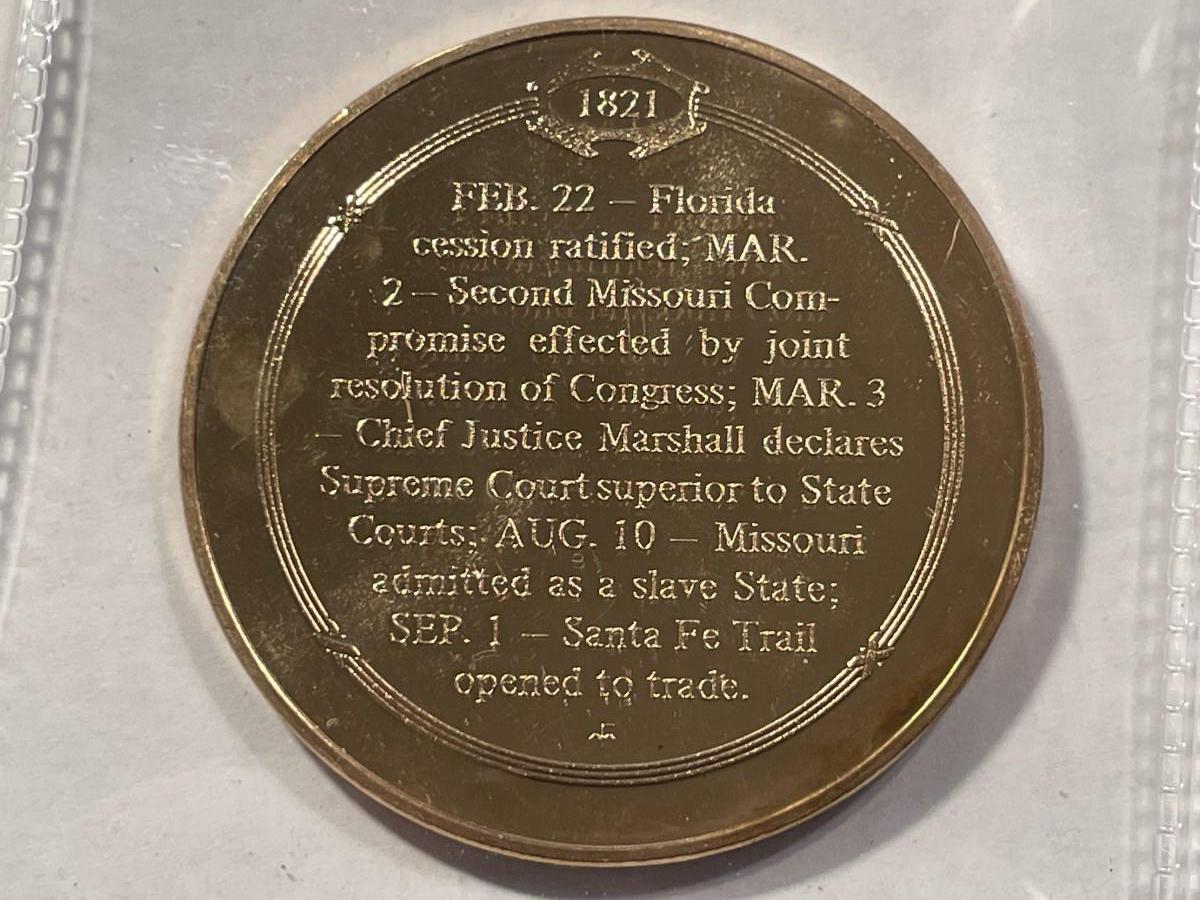 1821
FEB. 22 – Florida
cession ratified; MAR.
2 – Second Missouri Com-
promise effected by joint
resolution of Congress; MAR. 3
– Chief Justice Marshall declares
Supreme Court superior to State
Courts; AUG. 10 – Missouri
admitted as a slave State;
SEP. 1 – Santa Fe Trail
opened to trade.